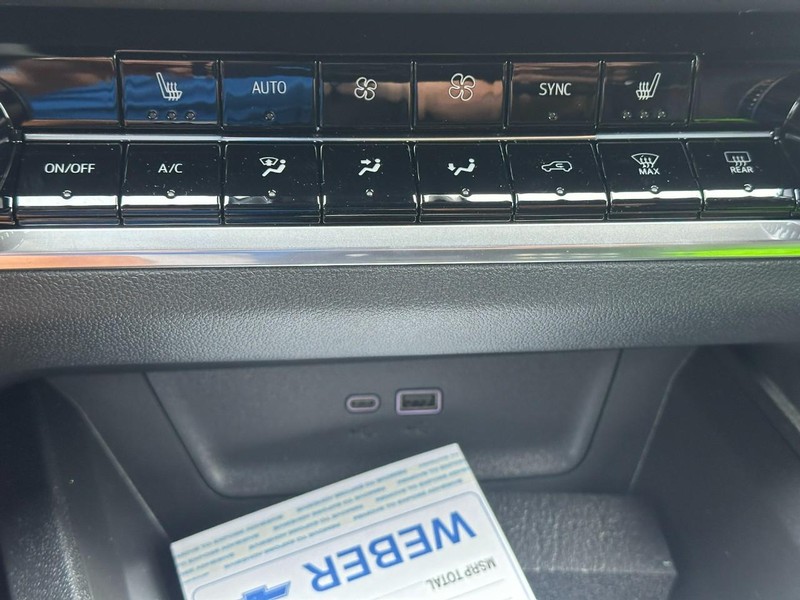 AUTO SYNC
ON/OFF A/C MAX REAR
WEBER
MSRP TOTAL